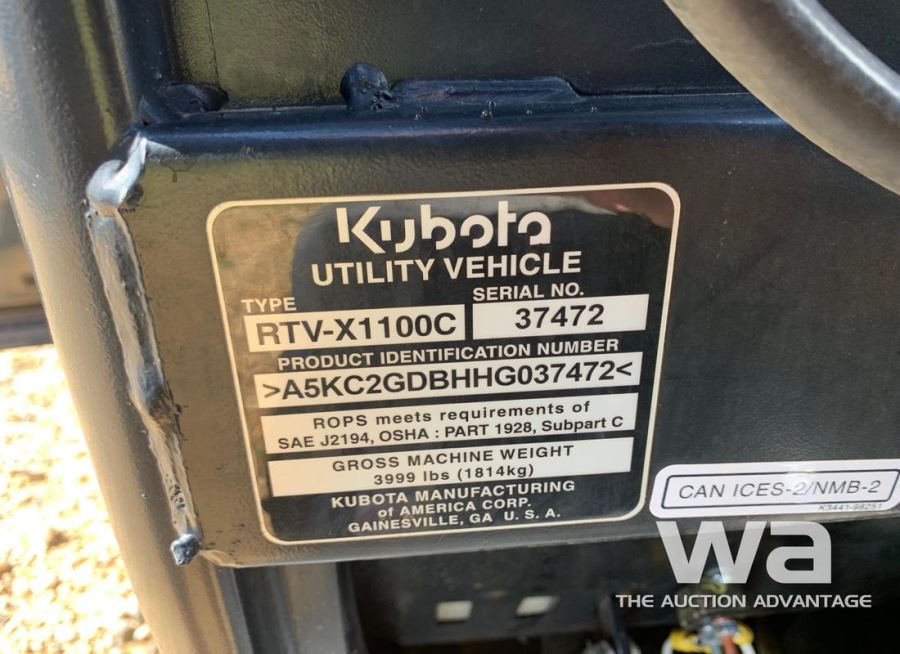 Kubota
UTILITY VEHICLE
TYPE
SERIAL NO.
RTV-X1100C
37472
PRODUCT IDENTIFICATION NUMBER
>A5KC2GDBHHG037472<
ROPS meets requirements of
SAE J2194, OSHA : PART 1928, Subpart C
GROSS MACHINE WEIGHT
3999 lbs (1814kg)
KUBOTA MANUFACTURING
of AMERICA CORP.
GAINESVILLE, GA U. S. A.
CAN ICES-2/NMB-2
K3441-99251
wa
THE AUCTION ADVANTAGE